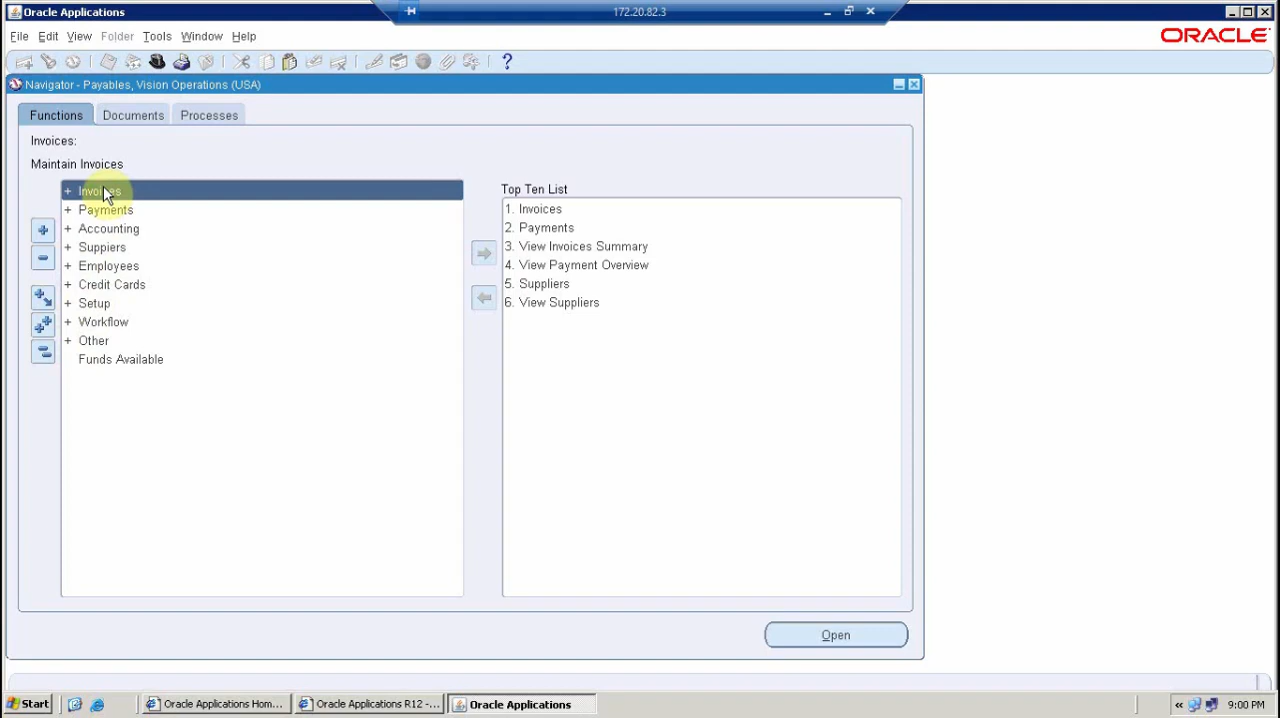 Oracle Applications
172.20.82.3
File Edit View Folder Tools Window Help
ORACLE
Navigator - Payables, Vision Operations (USA)
Functions Documents Processes
Invoices:
Maintain Invoices
+ Invoices
+ Payments
+ Accounting
+ Suppiers
+ Employees
+ Credit Cards
+ Setup
+ Workflow
+ Other
Funds Available
Top Ten List
1. Invoices
2. Payments
3. View Invoices Summary
4. View Payment Overview
5. Suppliers
6. View Suppliers
Open
Start Oracle Applications Hom... Oracle Applications R12 -... Oracle Applications « 9:00 PM